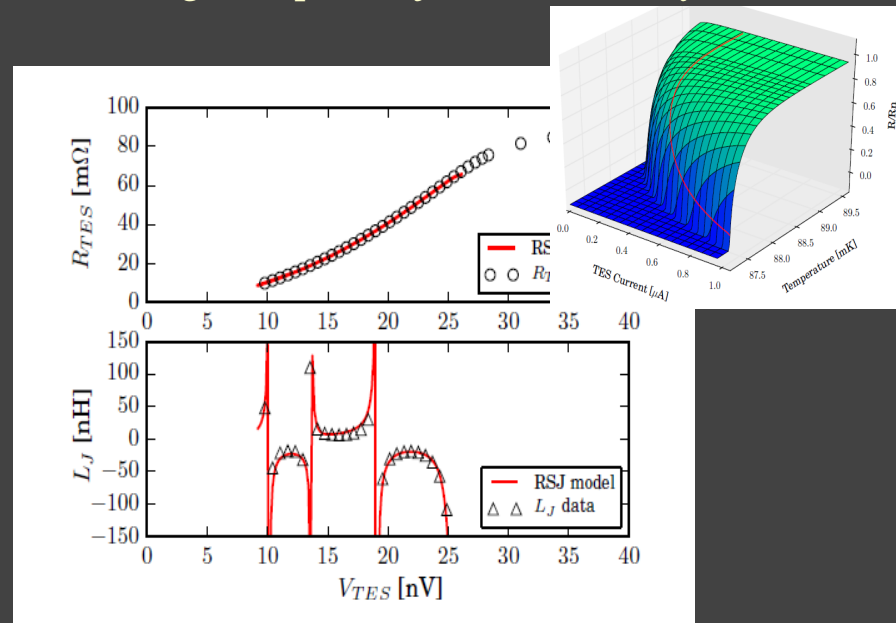 100
80
60
40
20
0
R_TES [mΩ]
RS
0 5 10 15 20 25 30 35 40
150
100
50
0
−50
−100
−150
L_J [nH]
RSJ model
L_J data
0 5 10 15 20 25 30 35 40
V_TES [nV]
1.0
0.8
0.6
0.4
0.2
0.0
R/Rn
0.0 0.2 0.4 0.6 0.8 1.0
TES Current [μA]
87.5 88.0 88.5 89.0 89.5
Temperature [mK]